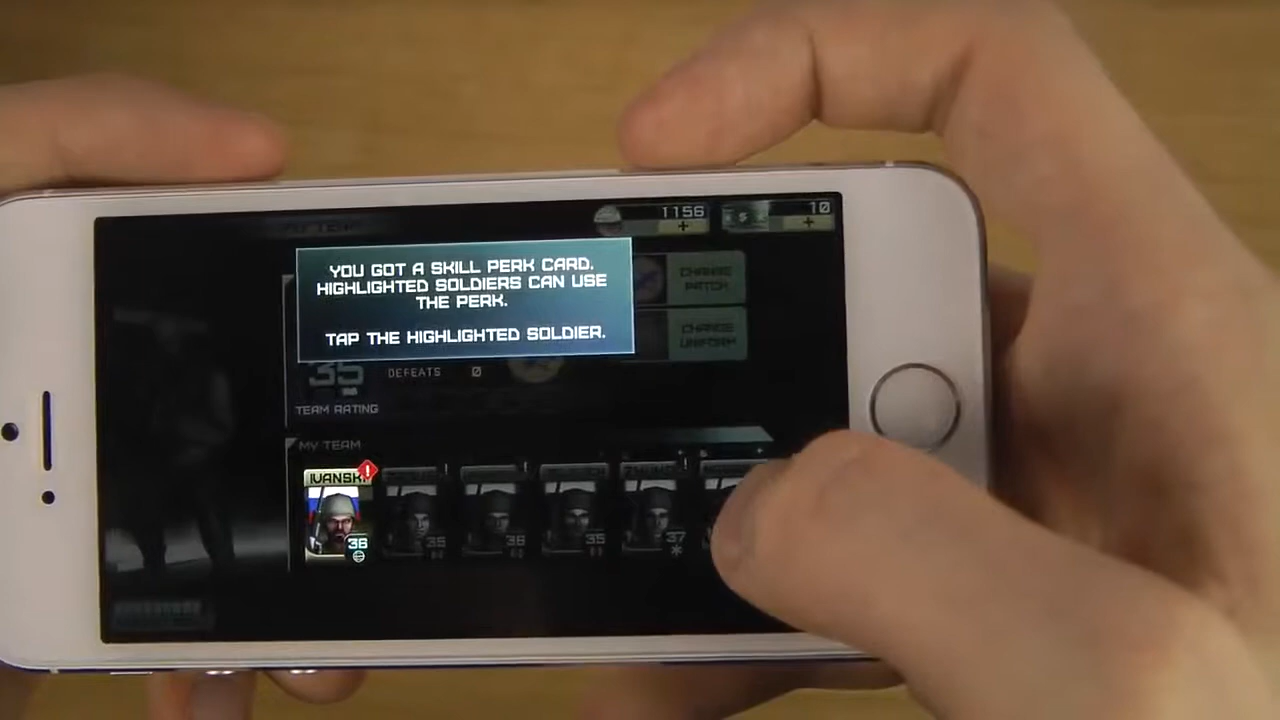 1156
10
+
+
YOU GOT A SKILL PERK CARD.
HIGHLIGHTED SOLDIERS CAN USE
THE PERK.
TAP THE HIGHLIGHTED SOLDIER.
CHANGE
PATCH
CHANGE
UNIFORM
35
DEFEATS 0
TEAM RATING
MY TEAM
IVANSK
36
35
36
35
37